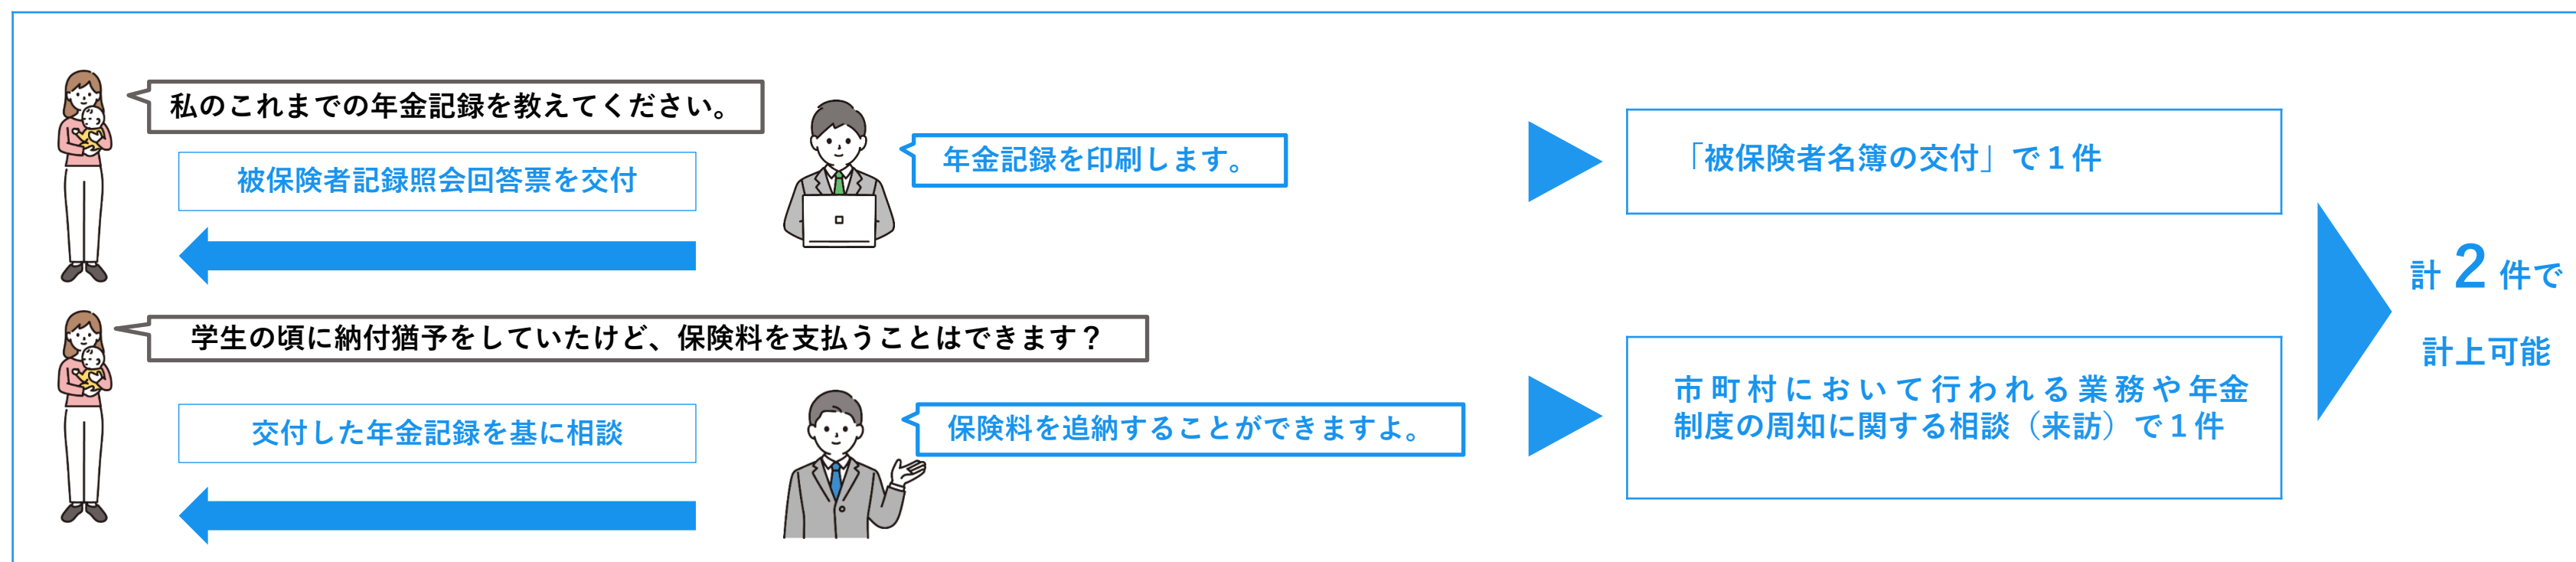 私のこれまでの年金記録を教えてください。
被保険者記録照会回答票を交付
年金記録を印刷します。
「被保険者名簿の交付」で１件
学生の頃に納付猶予をしていたけど、保険料を支払うことはできます？
交付した年金記録を基に相談
保険料を追納することができますよ。
市町村において行われる業務や年金
制度の周知に関する相談（来訪）で１件
計２件で
計上可能